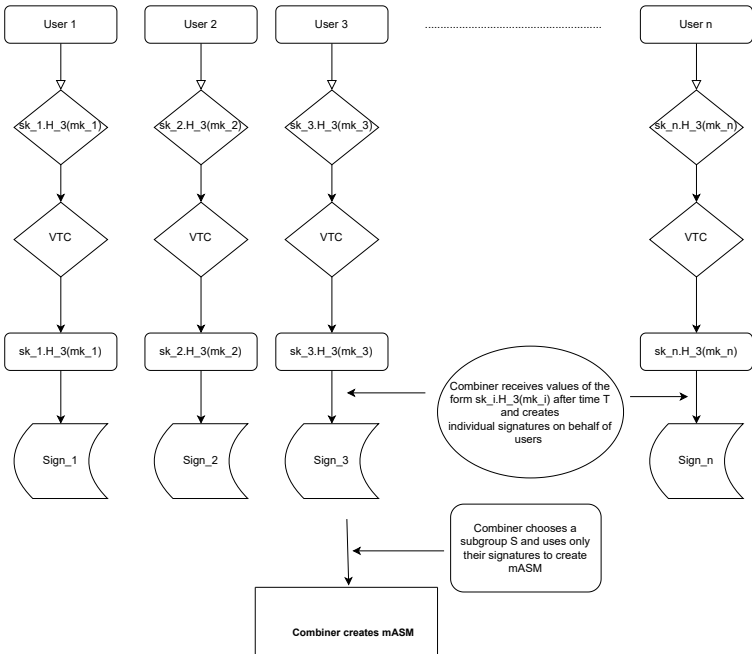 User 1
User 2
User 3
User n
sk_1.H_3(mk_1)
sk_2.H_3(mk_2)
sk_3.H_3(mk_3)
sk_n.H_3(mk_n)
VTC
VTC
VTC
VTC
sk_1.H_3(mk_1)
sk_2.H_3(mk_2)
sk_3.H_3(mk_3)
sk_n.H_3(mk_n)
Combiner receives values of the
form sk_i.H_3(mk_i) after time T
and creates
individual signatures on behalf of
users
Sign_1
Sign_2
Sign_3
Sign_n
Combiner chooses a
subgroup S and uses only
their signatures to create
mASM
Combiner creates mASM